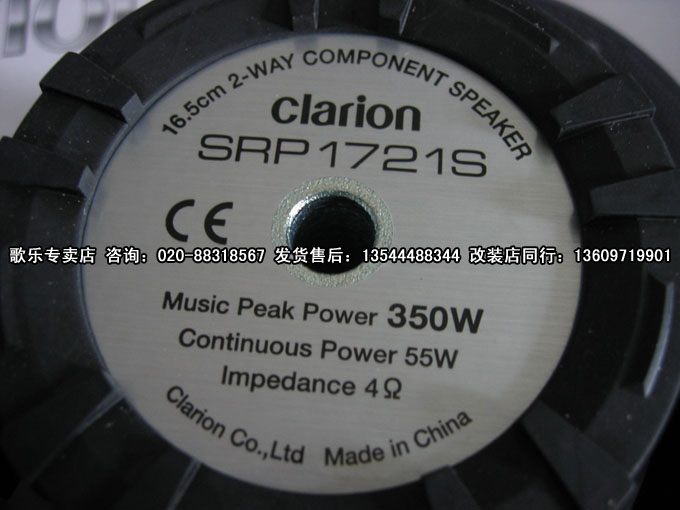 16.5cm 2-WAY COMPONENT SPEAKER
clarion
SRP1721S
CE
歌乐专卖店 咨询：020-88318567 发货售后：13544488344 改装店同行：13609719901
Music Peak Power 350W
Continuous Power 55W
Impedance 4Ω
Clarion Co.,Ltd Made in China